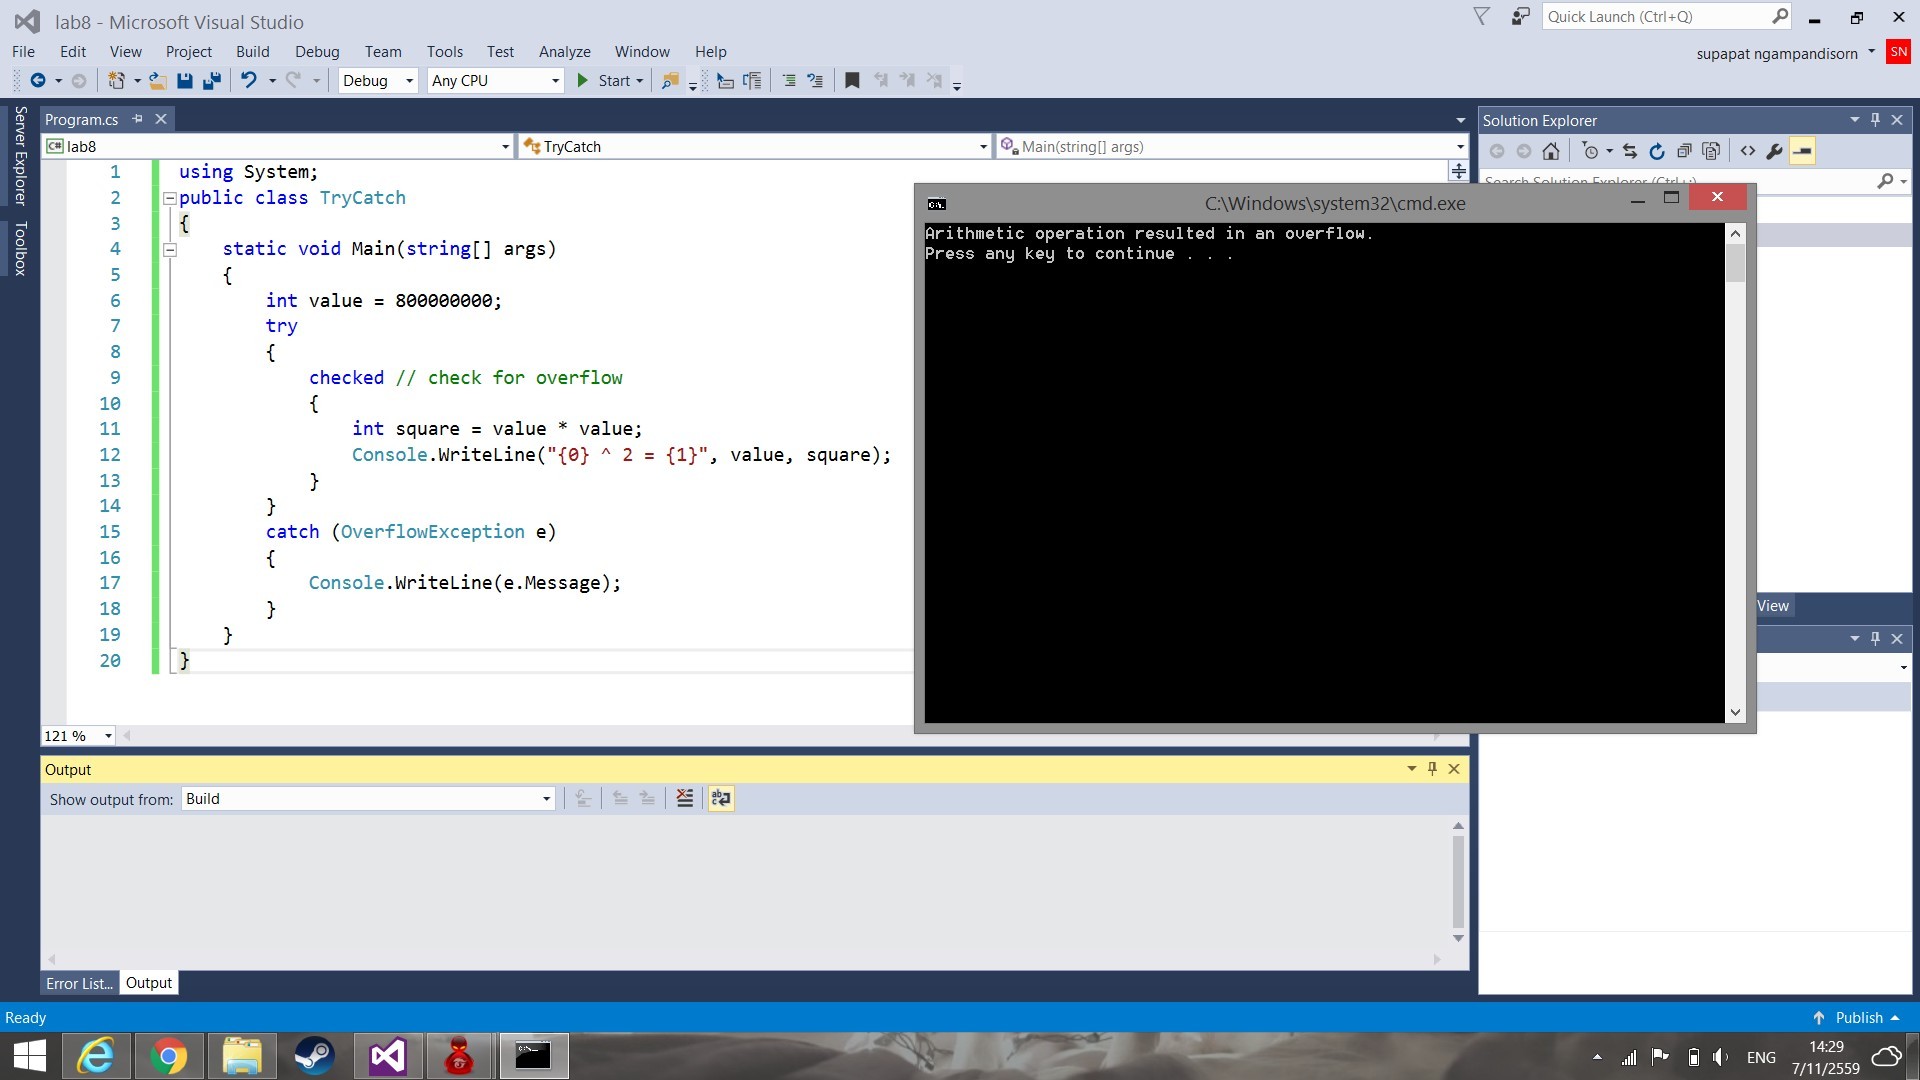 lab8 - Microsoft Visual Studio
Quick Launch (Ctrl+Q)
File Edit View Project Build Debug Team Tools Test Analyze Window Help
supapat ngampandisorn SN
Debug Any CPU Start
Server Explorer
Toolbox
Program.cs
lab8 TryCatch Main(string[] args)
1 using System;
2 public class TryCatch
3 {
4 static void Main(string[] args)
5 {
6 int value = 800000000;
7 try
8 {
9 checked // check for overflow
10 {
11 int square = value * value;
12 Console.WriteLine("{0} ^ 2 = {1}", value, square);
13 }
14 }
15 catch (OverflowException e)
16 {
17 Console.WriteLine(e.Message);
18 }
19 }
20 }
121 %
C:\Windows\system32\cmd.exe
Arithmetic operation resulted in an overflow.
Press any key to continue . . .
Solution Explorer
Search Solution Explorer (Ctrl+;)
View
Output
Show output from: Build
Error List... Output
Ready
Publish
ENG
14:29
7/11/2559